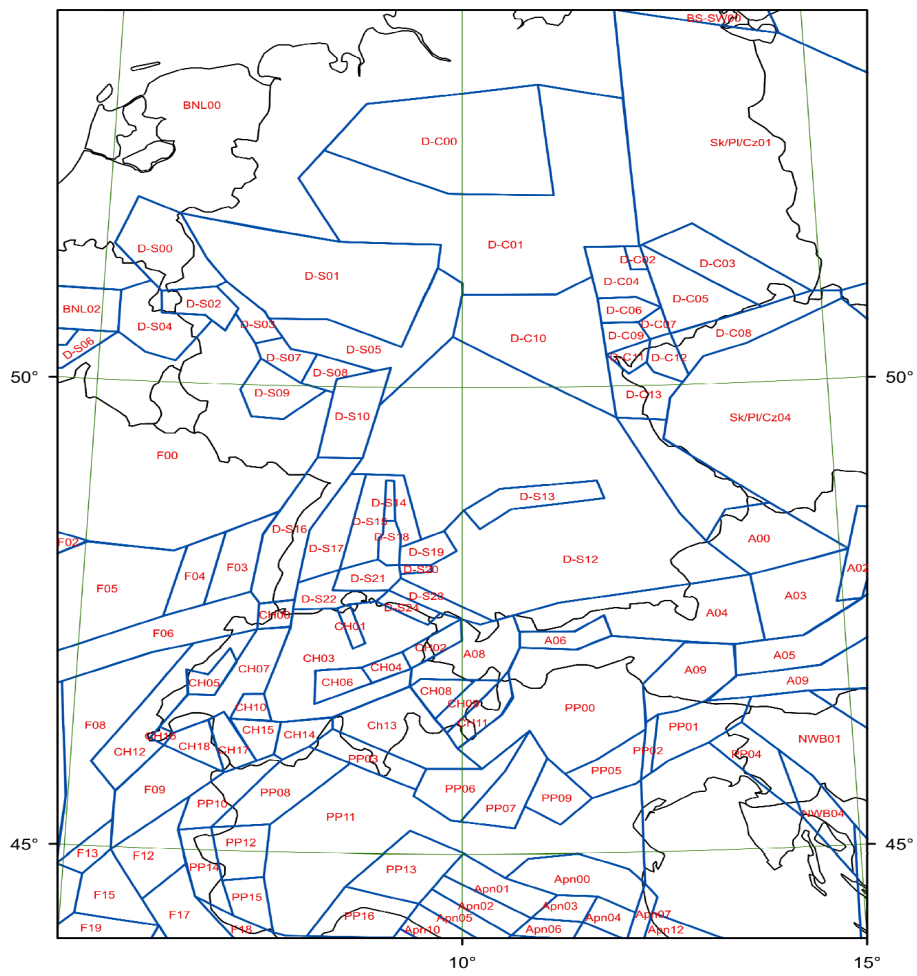 BS-SW00
BNL00
D-C00
Sk/Pl/Cz01
D-S00
D-C01
D-C02
D-C03
D-S01
D-C04
D-C05
D-S02
BNL02
D-C06
D-S03
D-S04
D-C07
D-C08
D-C09
D-C10
D-S06
D-S05
D-S07
D-C11
D-C12
D-S08
50°
50°
D-S09
D-C13
D-S10
Sk/Pl/Cz04
F00
D-S13
D-S14
D-S15
D-S16
D-S18
A00
F02
D-S17
D-S19
D-S12
D-S20
A02
F03
F04
D-S21
F05
D-S22
D-S23
A03
D-S24
CH00
A04
CH01
F06
A06
CH02
A08
CH03
A05
CH04
CH07
A09
CH05
CH06
A09
CH08
CH09
CH10
PP00
F08
CH11
Ch13
PP01
CH15
CH14
CH16
NWB01
CH18
CH17
CH12
PP02
PP04
PP03
PP05
F09
PP08
PP06
PP10
PP07
PP09
PP11
NWB04
PP12
45°
45°
F13
F12
PP14
PP13
Apn00
Apn01
F15
PP15
Apn02
Apn03
F17
PP16
Apn05
Apn04
Apn07
F19
F18
Apn10
Apn06
Apn12
10°
15°